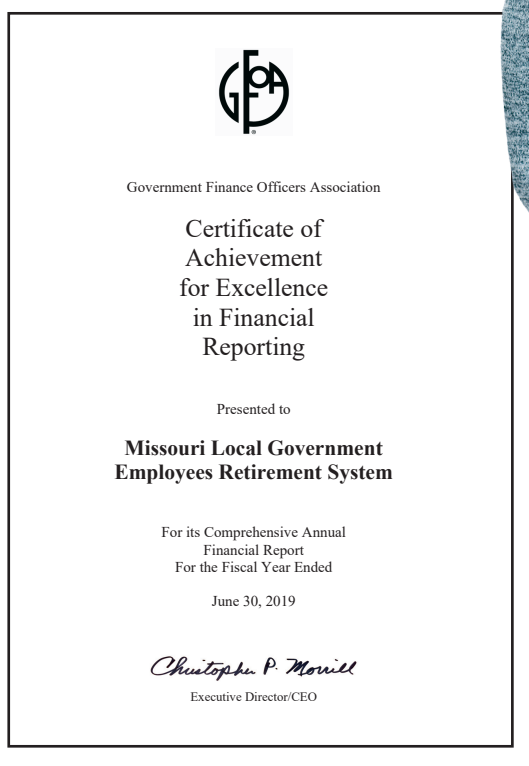 GFOA
®
Government Finance Officers Association
Certificate of
Achievement
for Excellence
in Financial
Reporting
Presented to
Missouri Local Government
Employees Retirement System
For its Comprehensive Annual
Financial Report
For the Fiscal Year Ended
June 30, 2019
Christopher P. Morrill
Executive Director/CEO